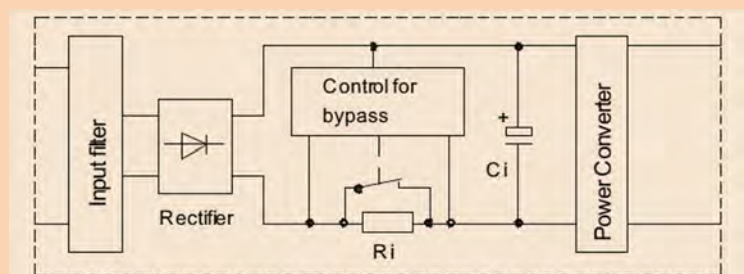 Input filter
Rectifier
Control for
bypass
Ri
+
Ci
Power Converter